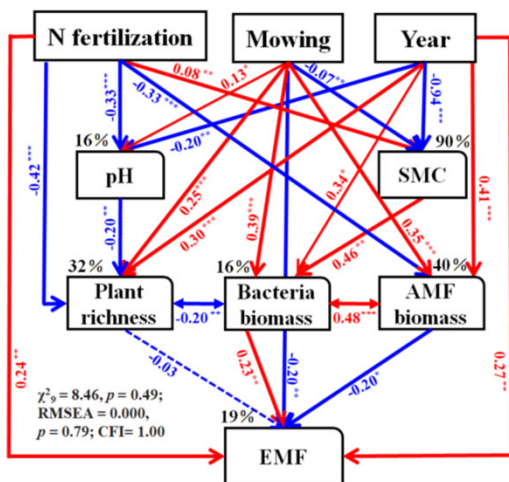 N fertilization
Mowing
Year
0.08**
0.13*
-0.07**
-0.33***
-0.33***
-0.94***
16%
-0.20**
90%
pH
SMC
-0.42***
0.25***
0.34*
0.41***
0.39***
0.35***
-0.20**
0.30***
0.46**
32%
16%
40%
Plant
richness
-0.20**
Bacteria
biomass
0.48***
AMF
biomass
0.24**
-0.03
0.23**
-0.20**
-0.20*
0.27**
χ²₉ = 8.46, p = 0.49;
RMSEA = 0.000,
p = 0.79; CFI= 1.00
19%
EMF